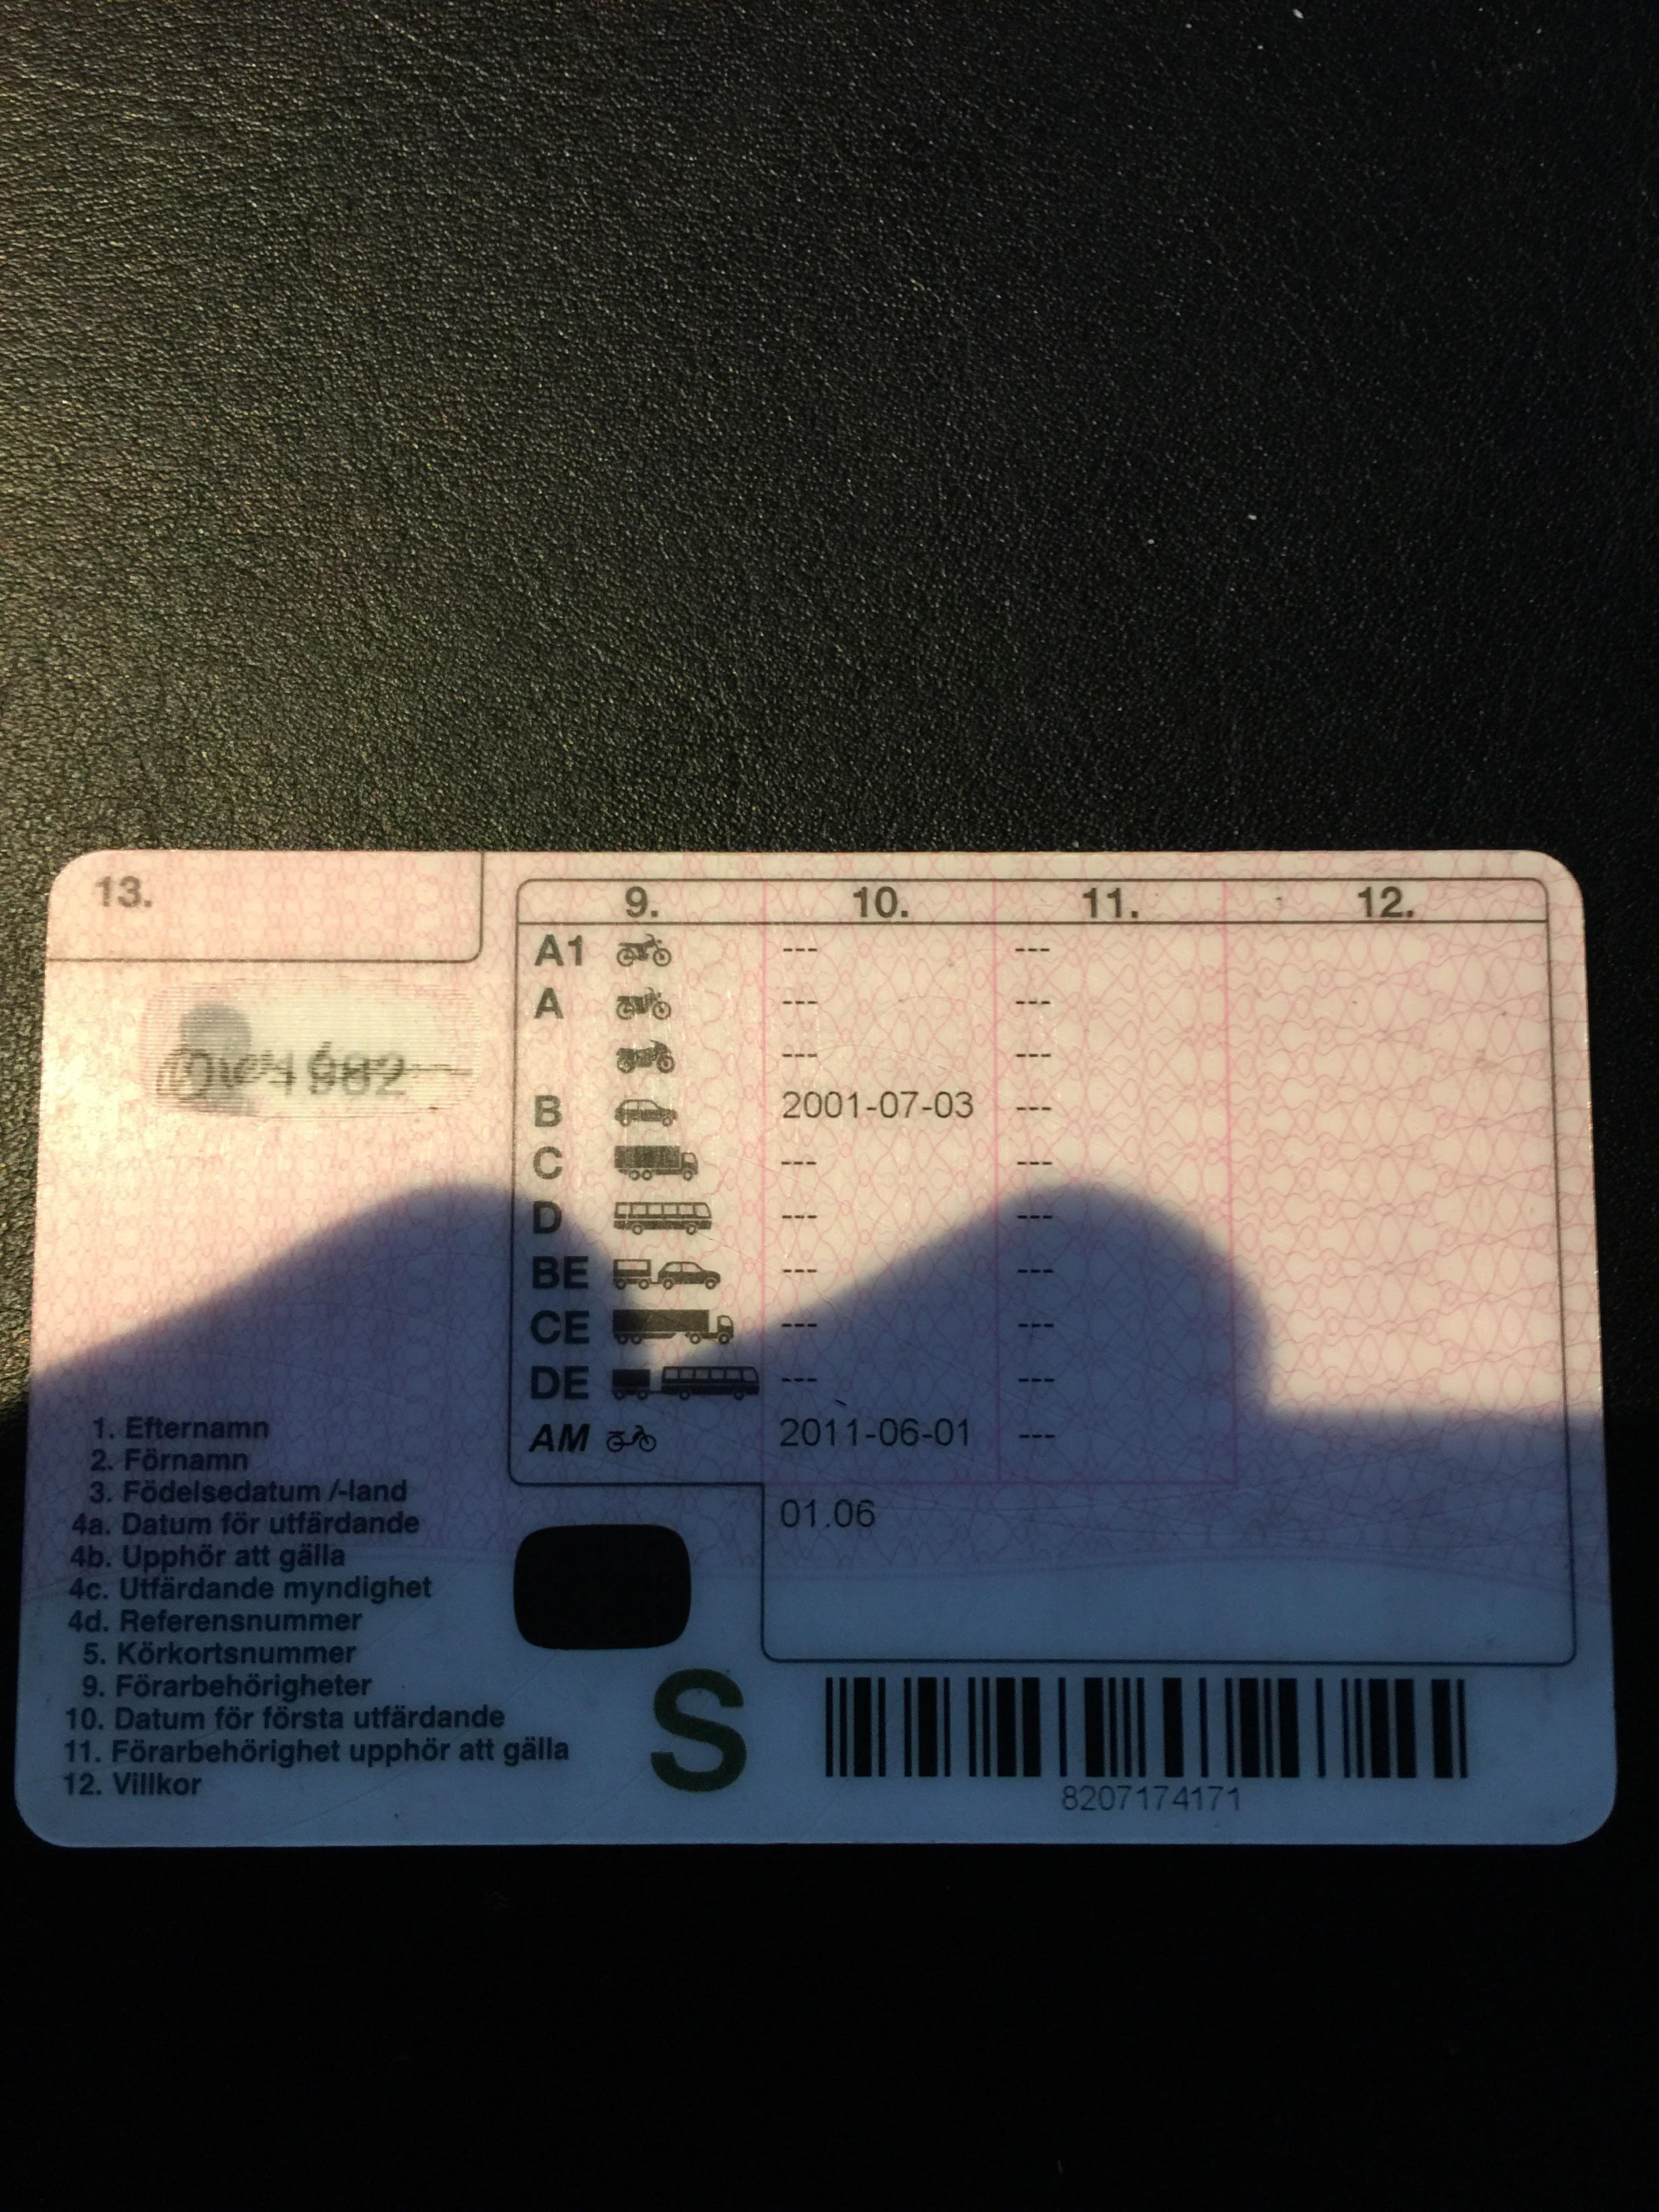 13.
9. 10. 11. 12.
A1 --- ---
A --- ---
--- ---
B 2001-07-03 ---
C --- ---
D --- ---
BE --- ---
CE --- ---
DE --- ---
AM 2011-06-01 ---
01.06
1. Efternamn
2. Förnamn
3. Födelsedatum /-land
4a. Datum för utfärdande
4b. Upphör att gälla
4c. Utfärdande myndighet
4d. Referensnummer
5. Körkortsnummer
9. Förarbehörigheter
10. Datum för första utfärdande
11. Förarbehörighet upphör att gälla
12. Villkor
S
8207174171